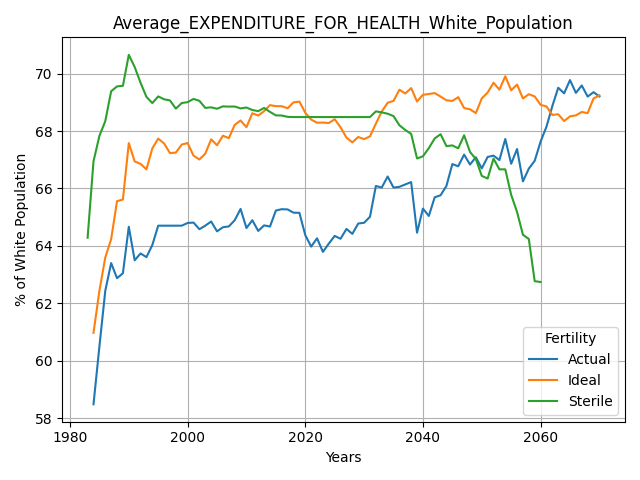 Average_EXPENDITURE_FOR_HEALTH_White_Population
% of White Population
70
68
66
64
62
60
58
1980
2000
2020
2040
2060
Years
Fertility
Actual
Ideal
Sterile